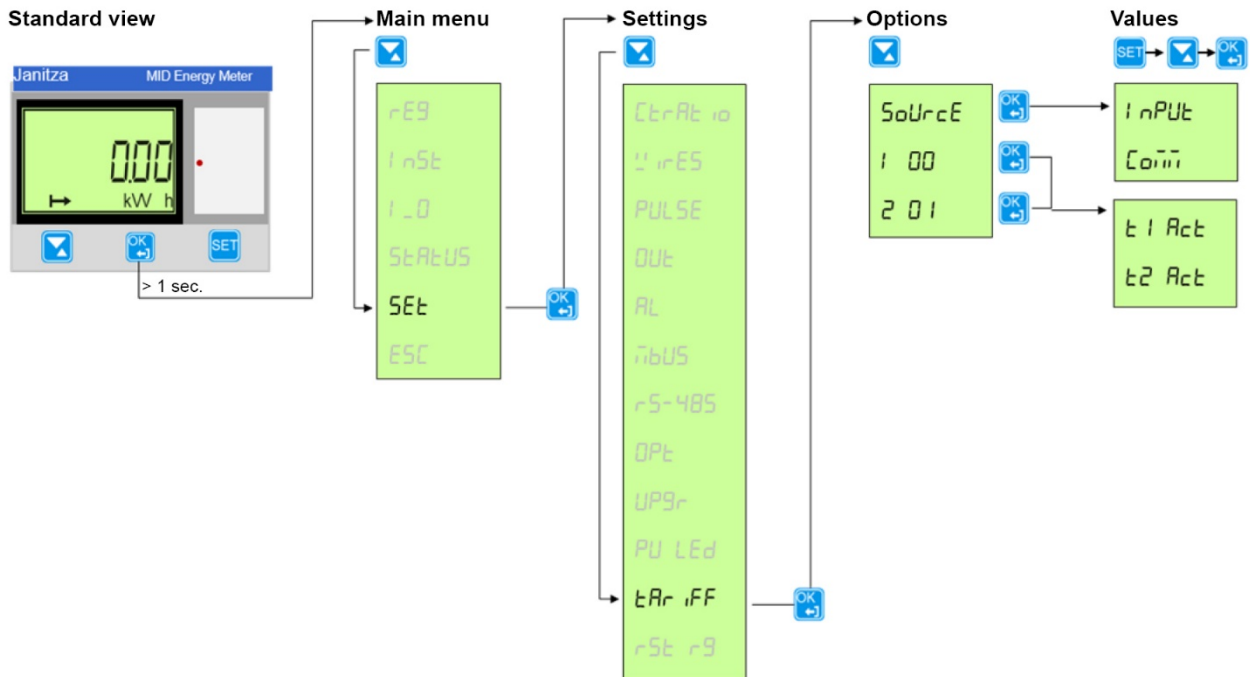 Standard view
Janitza MID Energy Meter
0.00
kW h
OK
SET
> 1 sec.
Main menu
rEg
InSt
I_O
StAtUS
SEt
ESC
OK
Settings
CtrAtio
WirES
PULSE
OUt
AL
MbUS
rS-485
OPt
UPgr
PU LEd
tAriFF
rSt rg
OK
Options
SoUrcE
1 00
2 01
OK
OK
OK
Values
SET
OK
InPUt
Comm
t1 Act
t2 Act